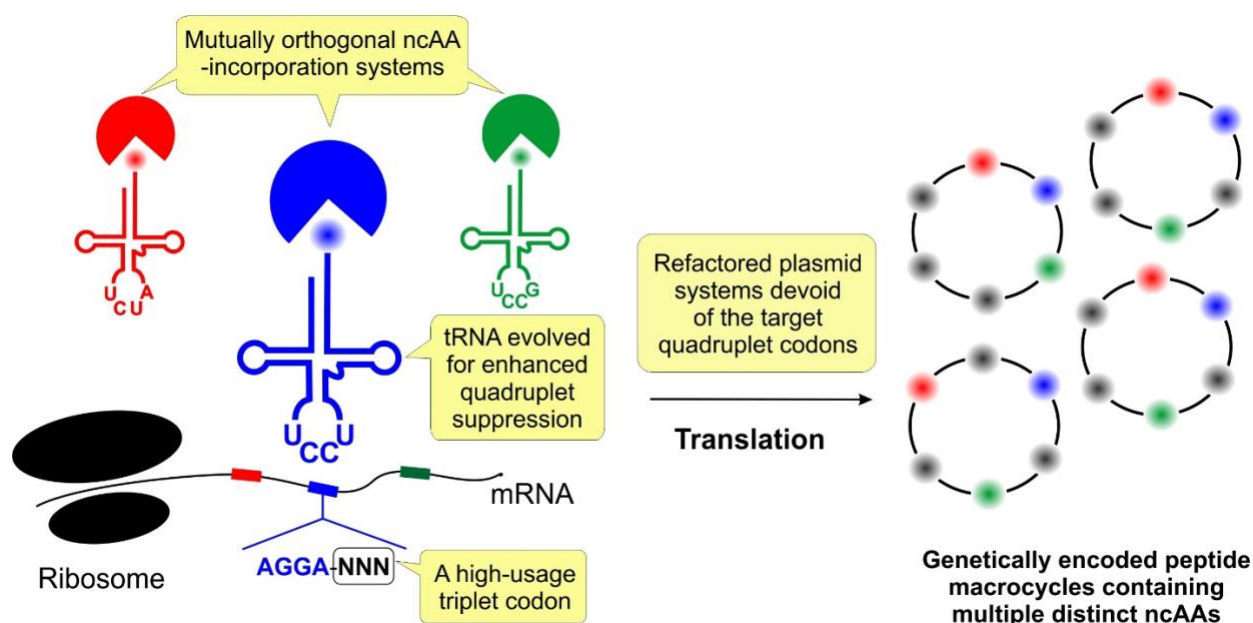 Mutually orthogonal ncAA
-incorporation systems
U
C
U
A
U
C
C
G
tRNA evolved
for enhanced
quadruplet
suppression
U
C
C
U
Refactored plasmid
systems devoid
of the target
quadruplet codons
Translation
mRNA
Ribosome
AGGA-NNN
A high-usage
triplet codon
Genetically encoded peptide
macrocycles containing
multiple distinct ncAAs